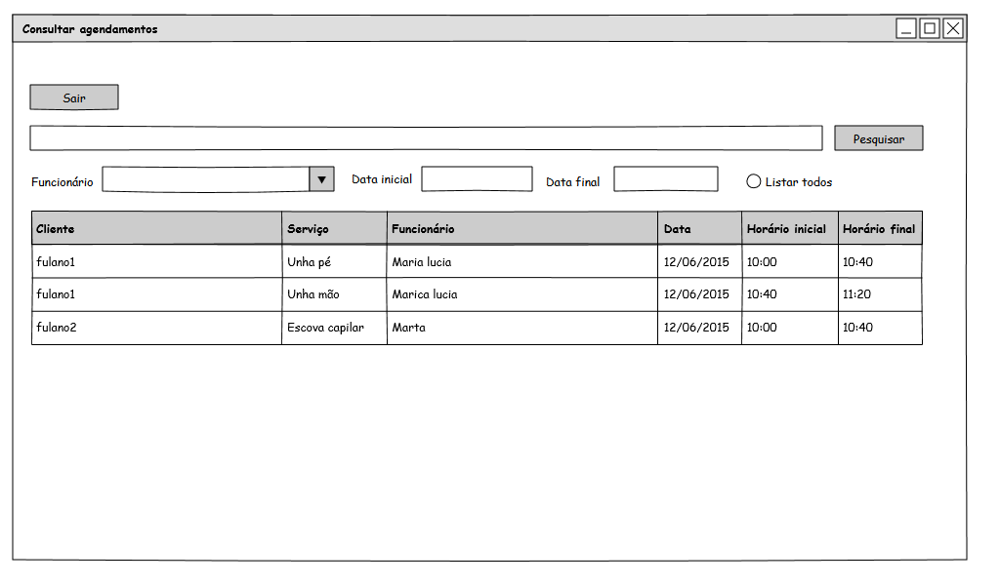 Consultar agendamentos
Sair
Pesquisar
Funcionário Data inicial Data final Listar todos
Cliente Serviço Funcionário Data Horário inicial Horário final
fulano1 Unha pé Maria lucia 12/06/2015 10:00 10:40
fulano1 Unha mão Marica lucia 12/06/2015 10:40 11:20
fulano2 Escova capilar Marta 12/06/2015 10:00 10:40